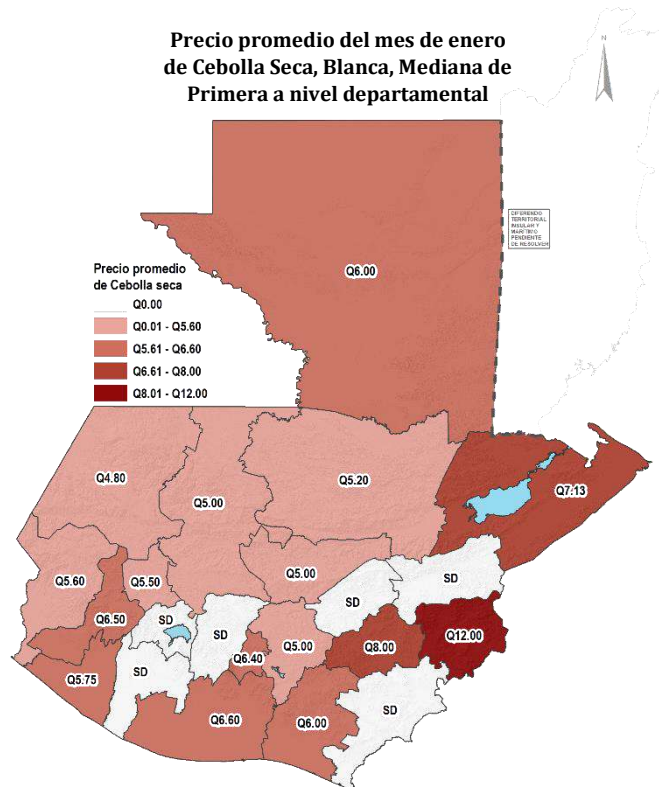 Precio promedio del mes de enero
de Cebolla Seca, Blanca, Mediana de
Primera a nivel departamental
N
DIFERENDO
TERRITORIAL
INSULAR Y
MARÍTIMO
PENDIENTE
DE RESOLVER
Q6.00
Precio promedio
de Cebolla seca
Q0.00
Q0.01 - Q5.60
Q5.61 - Q6.60
Q6.61 - Q8.00
Q8.01 - Q12.00
Q4.80
Q5.00
Q5.20
Q7.13
Q5.60
Q5.50
Q5.00
SD
SD
Q6.50
SD
SD
Q6.40
Q5.00
Q8.00
Q12.00
Q5.75
SD
Q6.60
Q6.00
SD